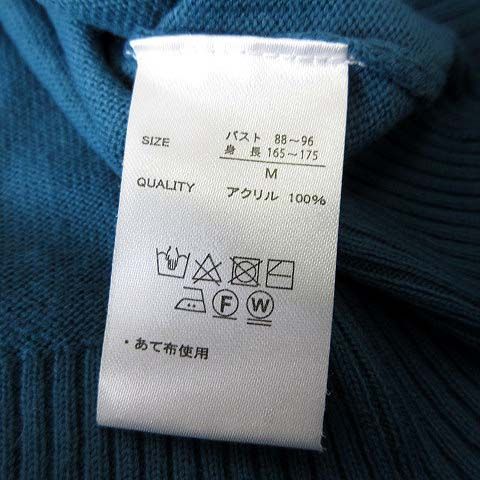 SIZE
バスト 88～96
身長 165～175
M
QUALITY アクリル 100%
F W
・あて布使用